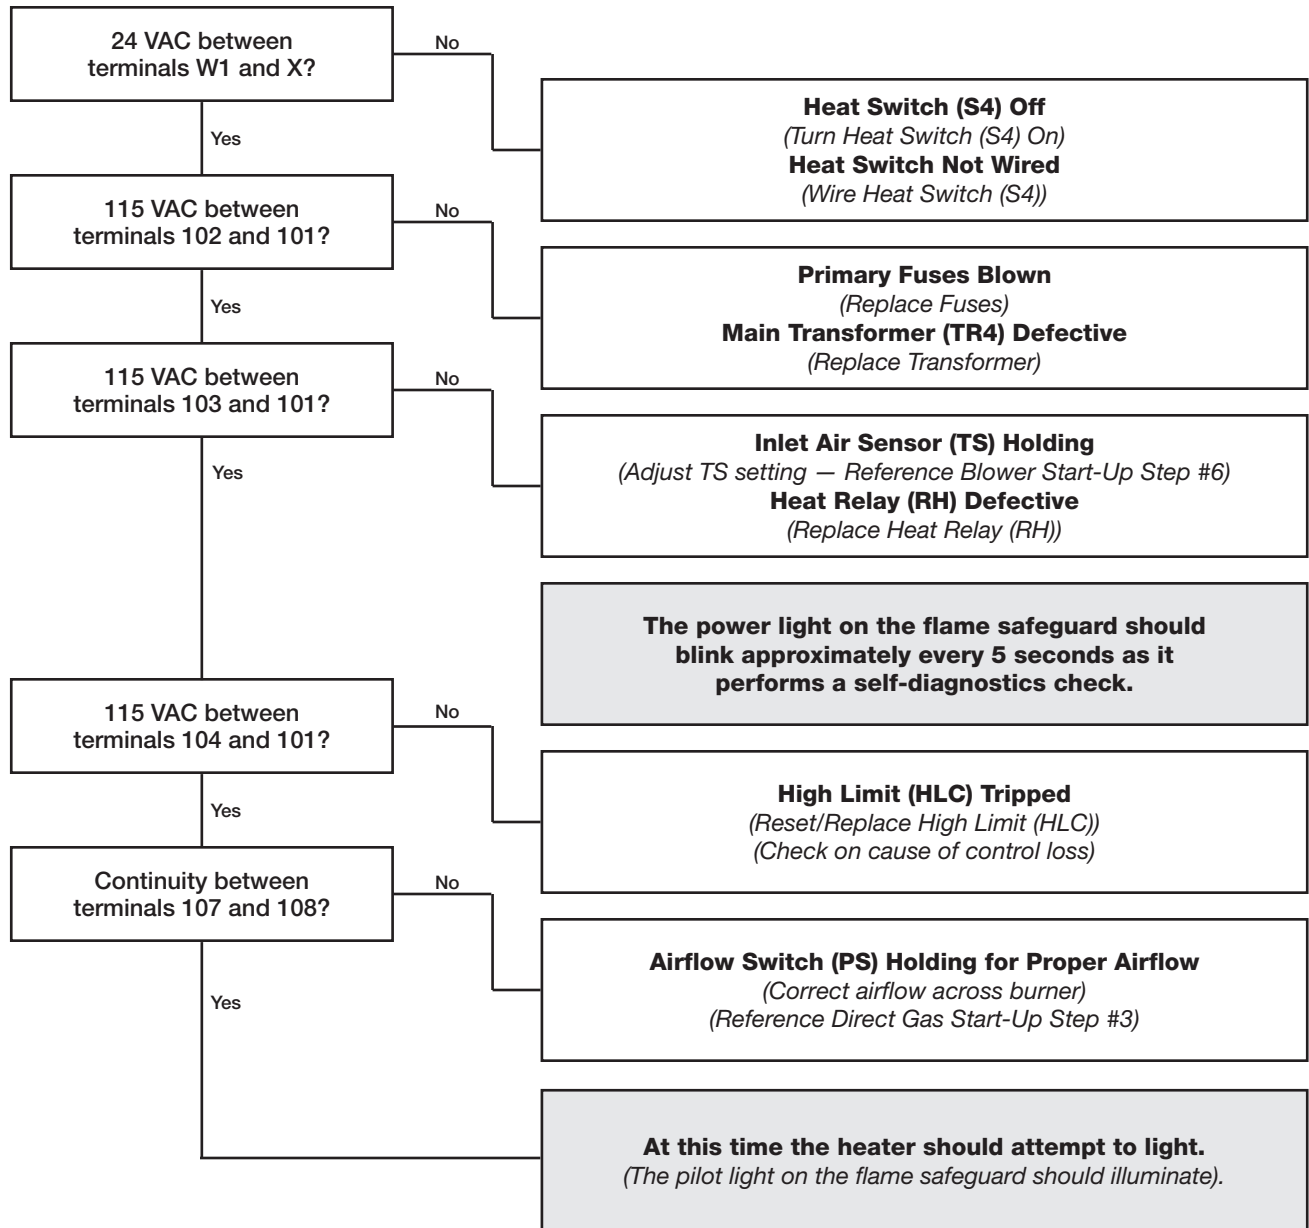 24 VAC between
terminals W1 and X?
No
Heat Switch (S4) Off
(Turn Heat Switch (S4) On)
Heat Switch Not Wired
(Wire Heat Switch (S4))
Yes
115 VAC between
terminals 102 and 101?
No
Primary Fuses Blown
(Replace Fuses)
Main Transformer (TR4) Defective
(Replace Transformer)
Yes
115 VAC between
terminals 103 and 101?
No
Inlet Air Sensor (TS) Holding
(Adjust TS setting — Reference Blower Start-Up Step #6)
Heat Relay (RH) Defective
(Replace Heat Relay (RH))
Yes
The power light on the flame safeguard should
blink approximately every 5 seconds as it
performs a self-diagnostics check.
115 VAC between
terminals 104 and 101?
No
High Limit (HLC) Tripped
(Reset/Replace High Limit (HLC))
(Check on cause of control loss)
Yes
Continuity between
terminals 107 and 108?
No
Airflow Switch (PS) Holding for Proper Airflow
(Correct airflow across burner)
(Reference Direct Gas Start-Up Step #3)
Yes
At this time the heater should attempt to light.
(The pilot light on the flame safeguard should illuminate).